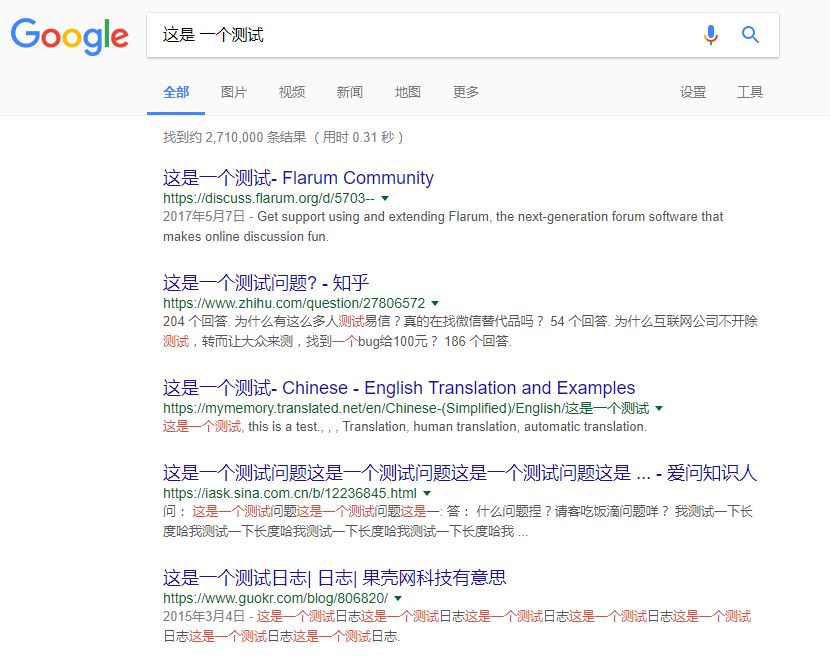 Google
这是 一个测试
全部 图片 视频 新闻 地图 更多 设置 工具
找到约 2,710,000 条结果 （用时 0.31 秒）
这是一个测试- Flarum Community
https://discuss.flarum.org/d/5703--
2017年5月7日 - Get support using and extending Flarum, the next-generation forum software that
makes online discussion fun.
这是一个测试问题? - 知乎
https://www.zhihu.com/question/27806572
204 个回答. 为什么有这么多人测试易信？真的在找微信替代品吗？ 54 个回答. 为什么互联网公司不开除
测试，转而让大众来测，找到一个bug给100元？ 186 个回答.
这是一个测试- Chinese - English Translation and Examples
https://mymemory.translated.net/en/Chinese-(Simplified)/English/这是一个测试
这是一个测试, this is a test., , , Translation, human translation, automatic translation.
这是一个测试问题这是一个测试问题这是一个测试问题这是 ... - 爱问知识人
https://iask.sina.com.cn/b/12236845.html
问： 这是一个测试问题这是一个测试问题这是一: 答： 什么问题捏？请客吃饭滴问题咩？ 我测试一下长
度哈我测试一下长度哈我测试一下长度哈我测试一下长度哈我 ...
这是一个测试日志| 日志| 果壳网科技有意思
https://www.guokr.com/blog/806820/
2015年3月4日 - 这是一个测试日志这是一个测试日志这是一个测试日志这是一个测试日志这是一个测试
日志这是一个测试日志这是一个测试日志.